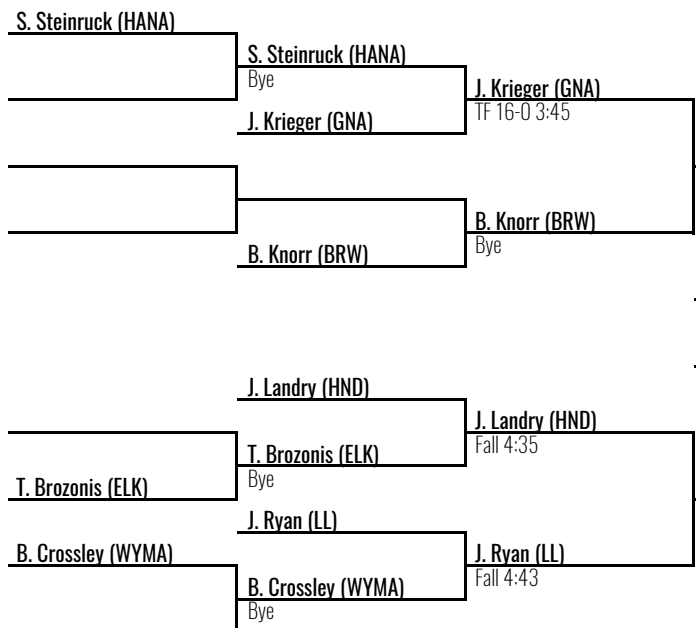 S. Steinruck (HANA)
S. Steinruck (HANA)
Bye
J. Krieger (GNA)
J. Krieger (GNA)
TF 16-0 3:45
B. Knorr (BRW)
B. Knorr (BRW)
Bye
J. Landry (HND)
J. Landry (HND)
Fall 4:35
T. Brozonis (ELK)
Bye
T. Brozonis (ELK)
J. Ryan (LL)
B. Crossley (WYMA)
J. Ryan (LL)
Fall 4:43
B. Crossley (WYMA)
Bye